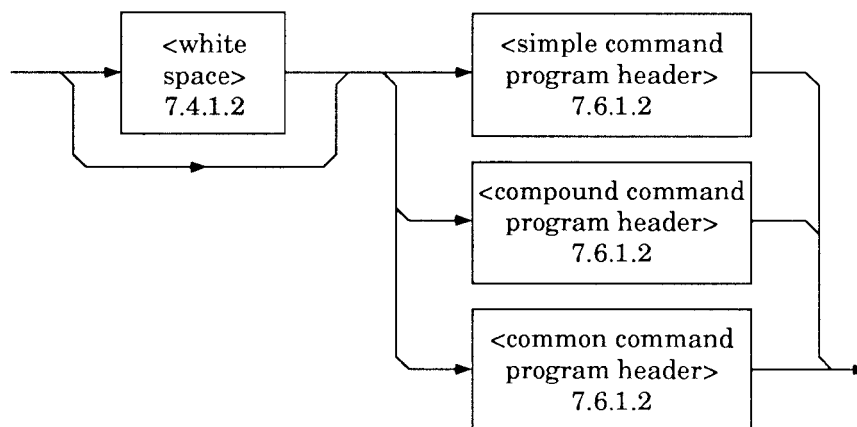 <white
space>
7.4.1.2
<simple command
program header>
7.6.1.2
<compound command
program header>
7.6.1.2
<common command
program header>
7.6.1.2